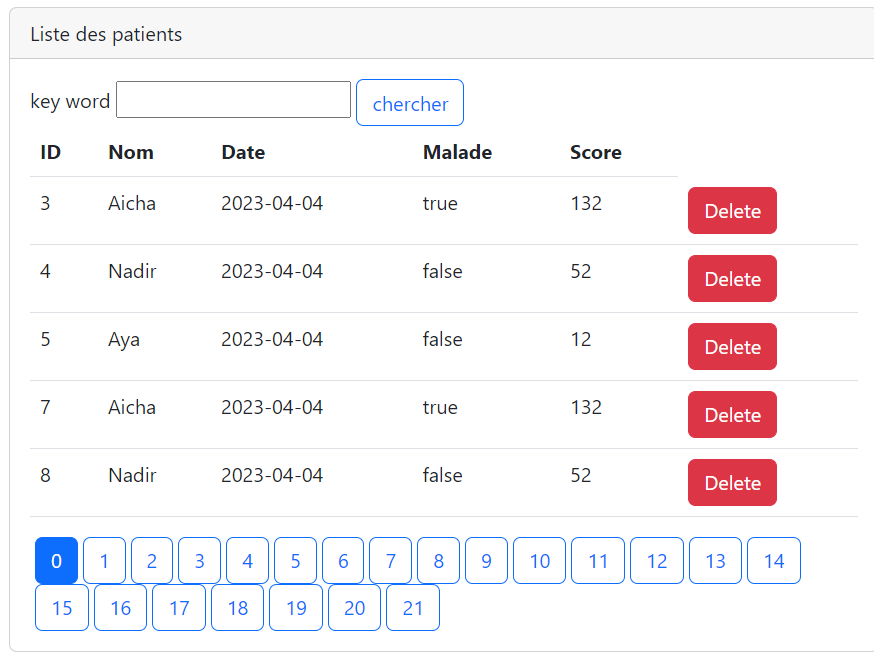 Liste des patients
key word chercher
ID Nom Date Malade Score
3 Aicha 2023-04-04 true 132 Delete
4 Nadir 2023-04-04 false 52 Delete
5 Aya 2023-04-04 false 12 Delete
7 Aicha 2023-04-04 true 132 Delete
8 Nadir 2023-04-04 false 52 Delete
0 1 2 3 4 5 6 7 8 9 10 11 12 13 14
15 16 17 18 19 20 21